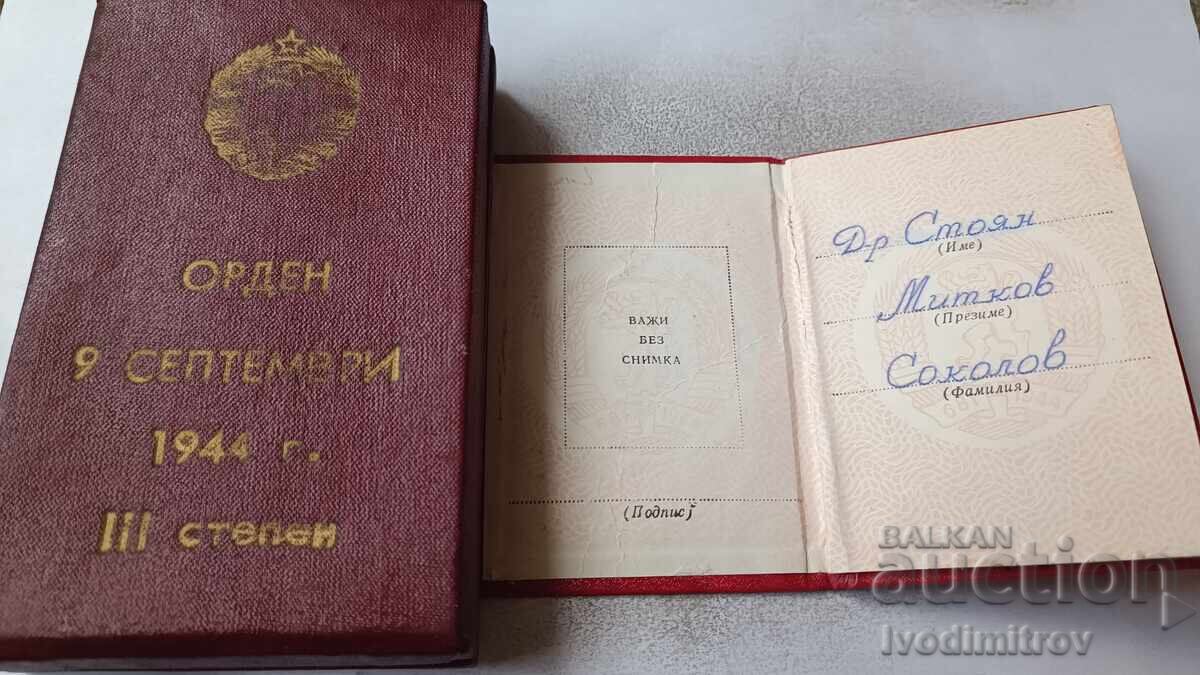 ОРДЕН
9 СЕПТЕМВРИ
1944 г.
III степен
ВАЖИ
БЕЗ
СНИМКА
(Подпис)
Др Стоян
(Име)
Митков
(Презиме)
Соколов
(Фамилия)
BALKAN
auction
Ivodimitrov